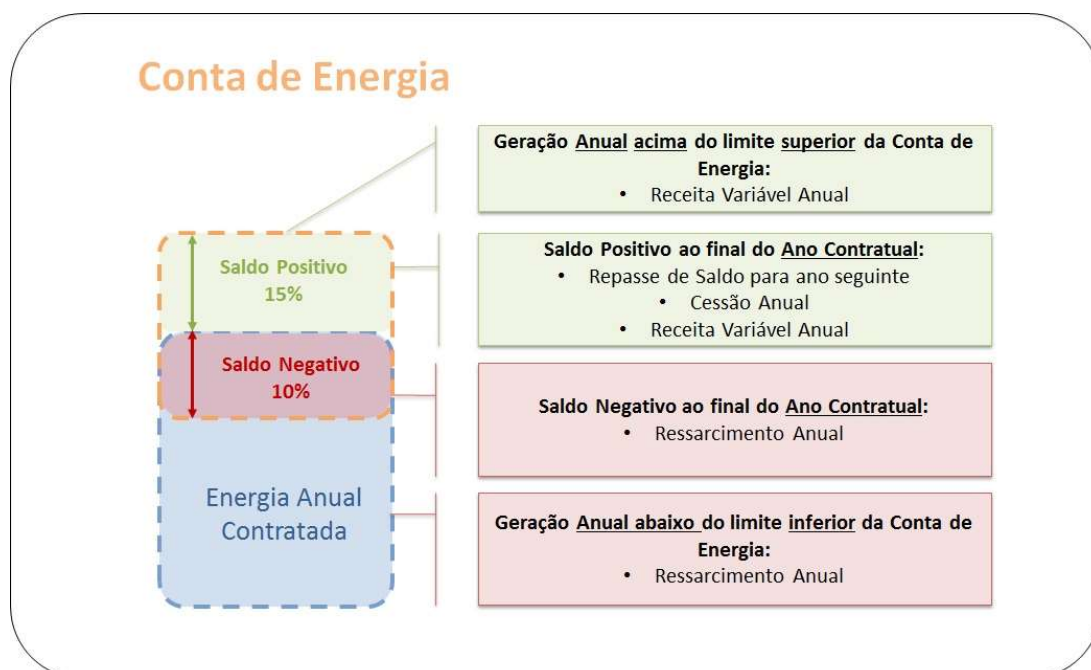 Conta de Energia
Geração Anual acima do limite superior da Conta de
Energia:
• Receita Variável Anual
Saldo Positivo
15%
Saldo Positivo ao final do Ano Contratual:
• Repasse de Saldo para ano seguinte
• Cessão Anual
• Receita Variável Anual
Saldo Negativo
10%
Saldo Negativo ao final do Ano Contratual:
• Ressarcimento Anual
Energia Anual
Contratada
Geração Anual abaixo do limite inferior da Conta de
Energia:
• Ressarcimento Anual